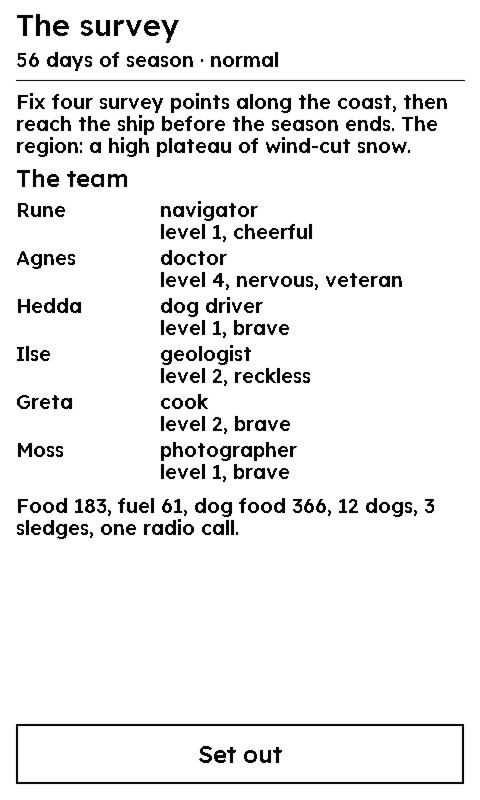 The survey
56 days of season · normal
Fix four survey points along the coast, then
reach the ship before the season ends. The
region: a high plateau of wind-cut snow.
The team
Rune navigator
level 1, cheerful
Agnes doctor
level 4, nervous, veteran
Hedda dog driver
level 1, brave
Ilse geologist
level 2, reckless
Greta cook
level 2, brave
Moss photographer
level 1, brave
Food 183, fuel 61, dog food 366, 12 dogs, 3
sledges, one radio call.
Set out